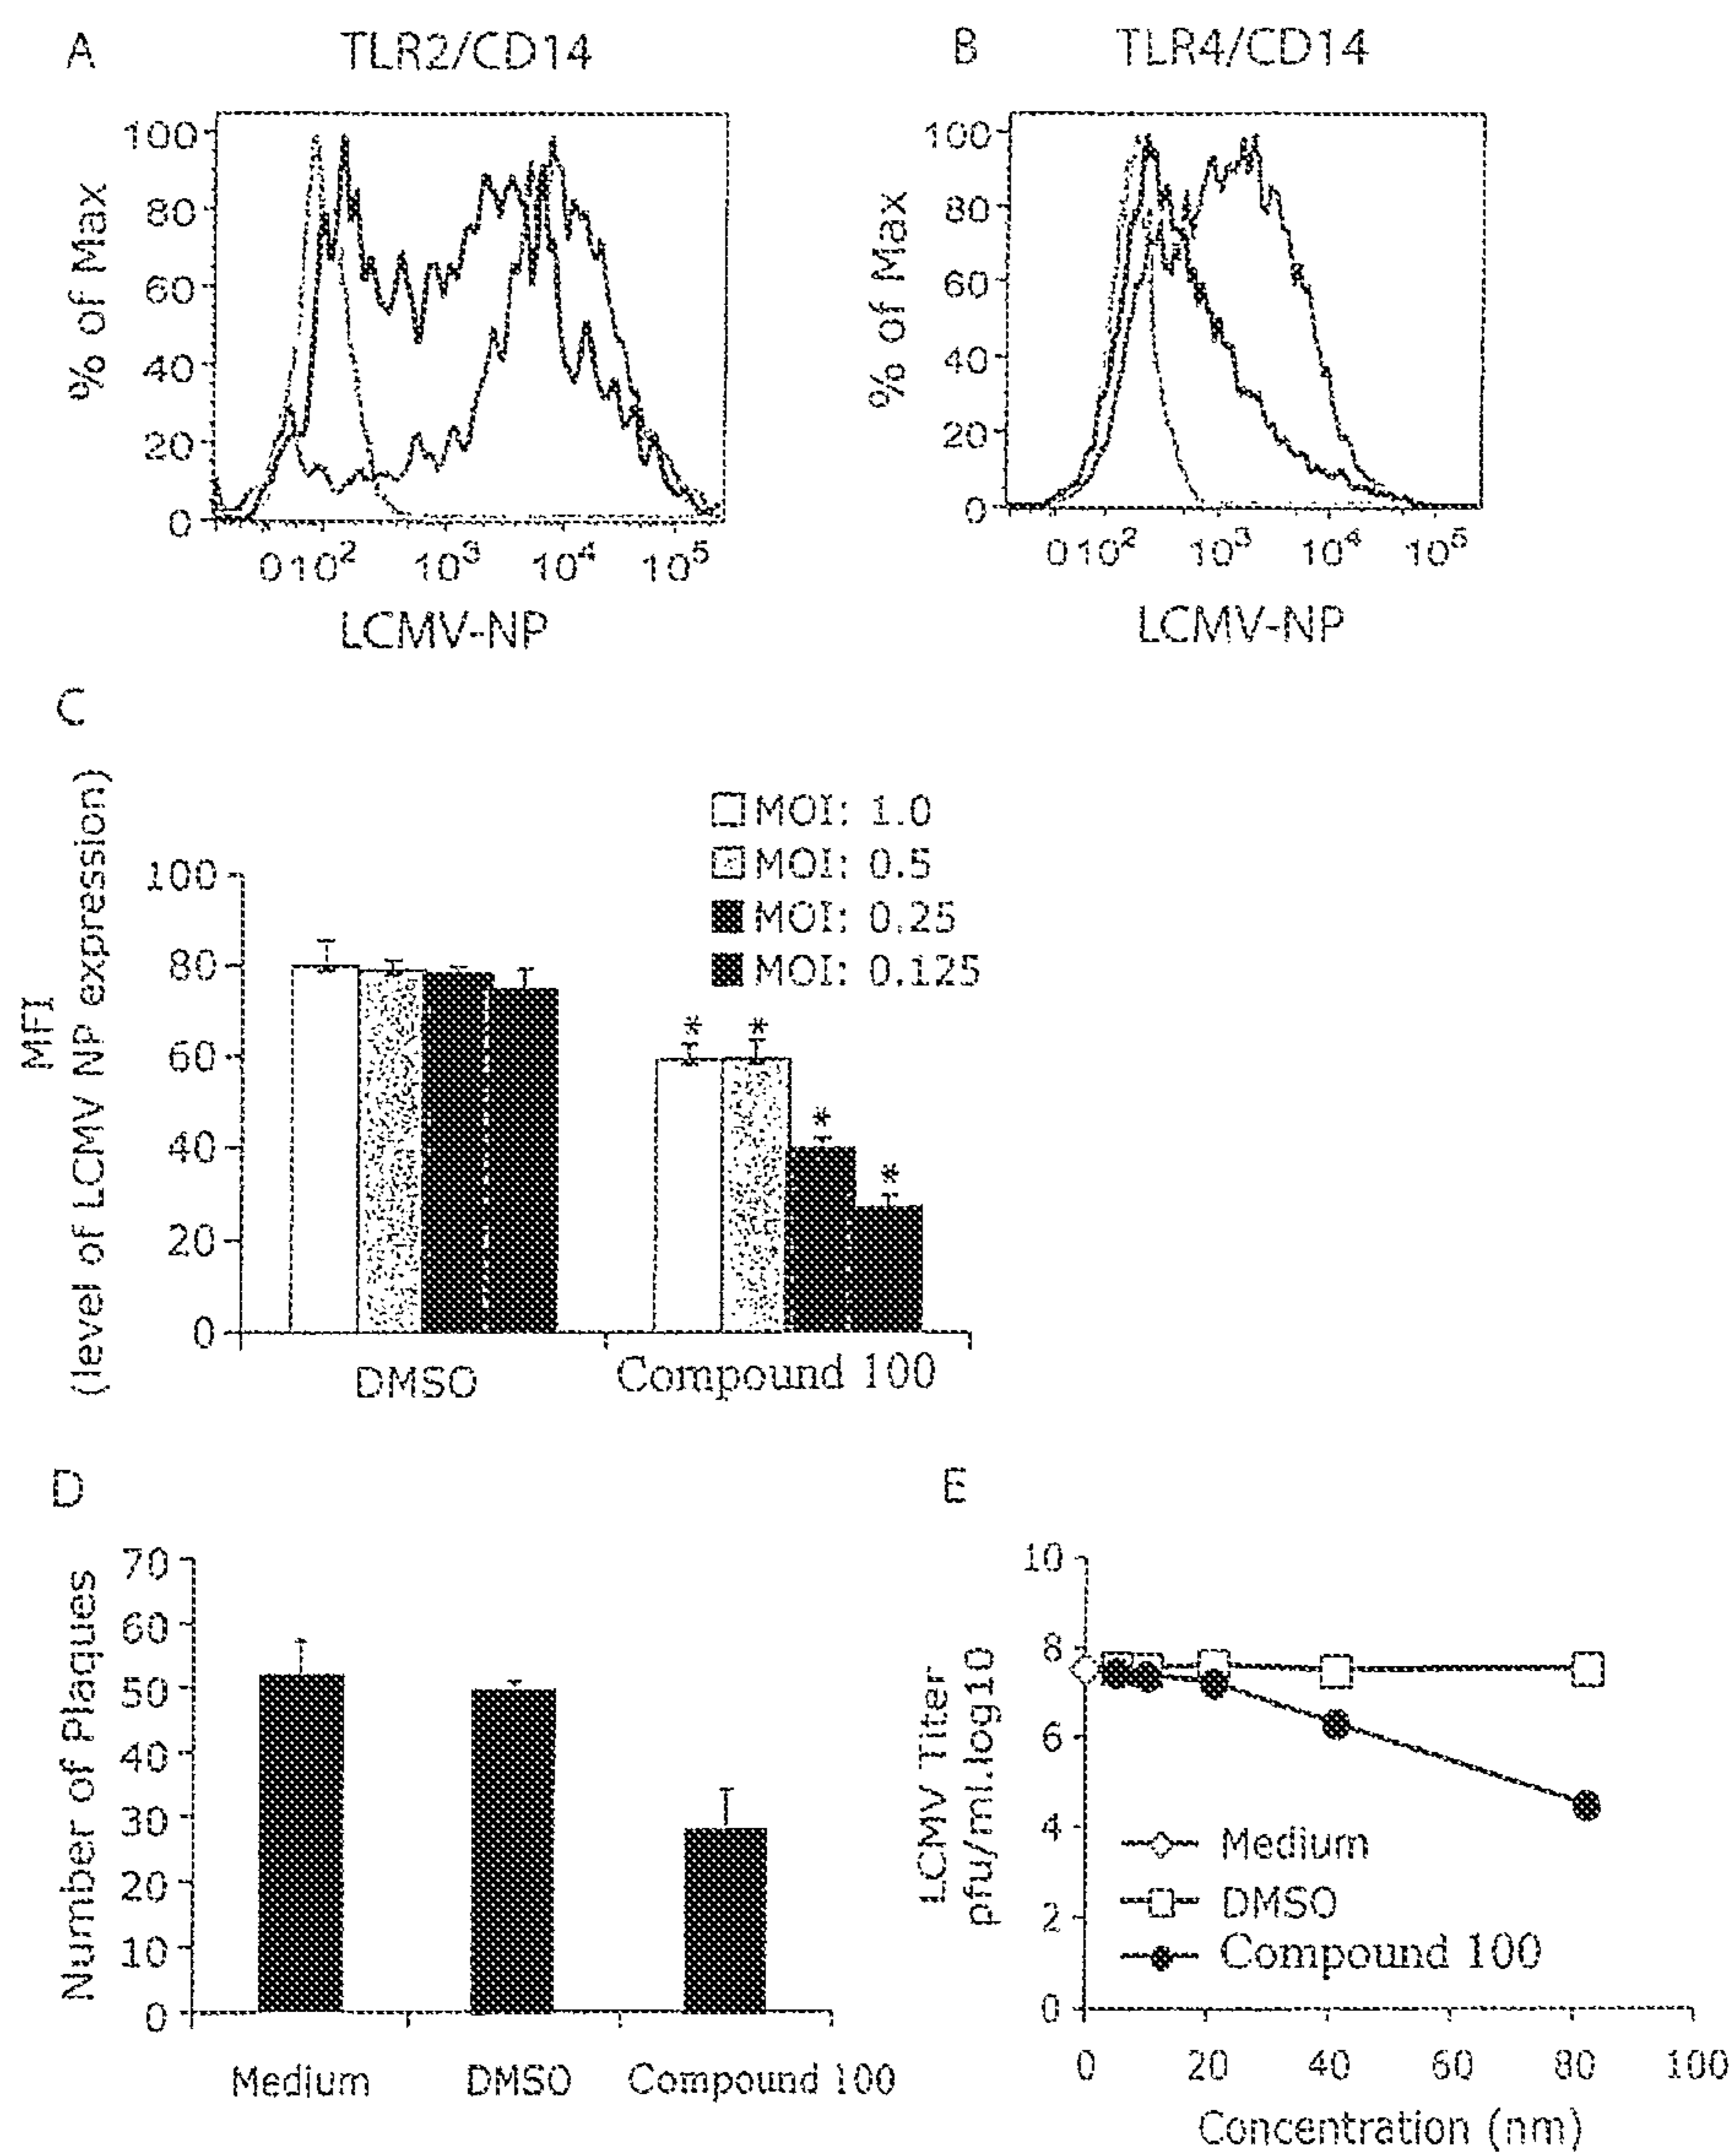 A
TLR2/CD14
100
80
60
40
20
0
% of Max
0 10² 10³ 10⁴ 10⁵
LCMV-NP
B
TLR4/CD14
100
80
60
40
20
0
% of Max
0 10² 10³ 10⁴ 10⁵
LCMV-NP
C
MFI
(level of LCMV NP expression)
100
80
60
40
20
0
MOI: 1.0
MOI: 0.5
MOI: 0.25
MOI: 0.125
* * * *
DMSO Compound 100
D
Number of Plaques
70
60
50
40
30
20
10
0
Medium DMSO Compound 100
E
LCMV Titer
pfu/ml.log10
10
8
6
4
2
0
Medium
DMSO
Compound 100
0 20 40 60 80 100
Concentration (nm)